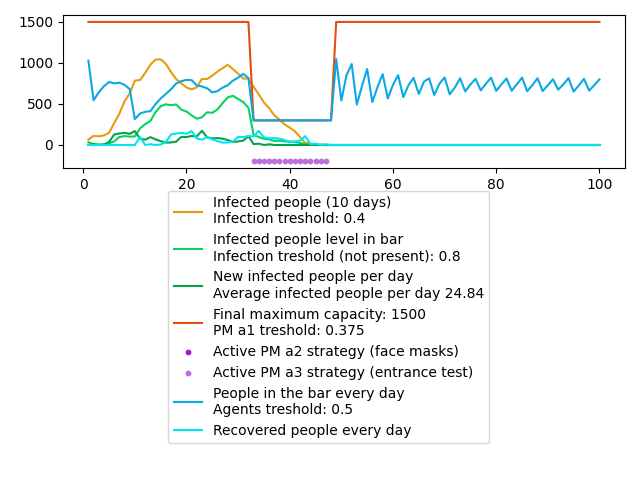 1500
1000
500
0
0
20
40
60
80
100
Infected people (10 days)
Infection treshold: 0.4
Infected people level in bar
Infection treshold (not present): 0.8
New infected people per day
Average infected people per day 24.84
Final maximum capacity: 1500
PM a1 treshold: 0.375
Active PM a2 strategy (face masks)
Active PM a3 strategy (entrance test)
People in the bar every day
Agents treshold: 0.5
Recovered people every day